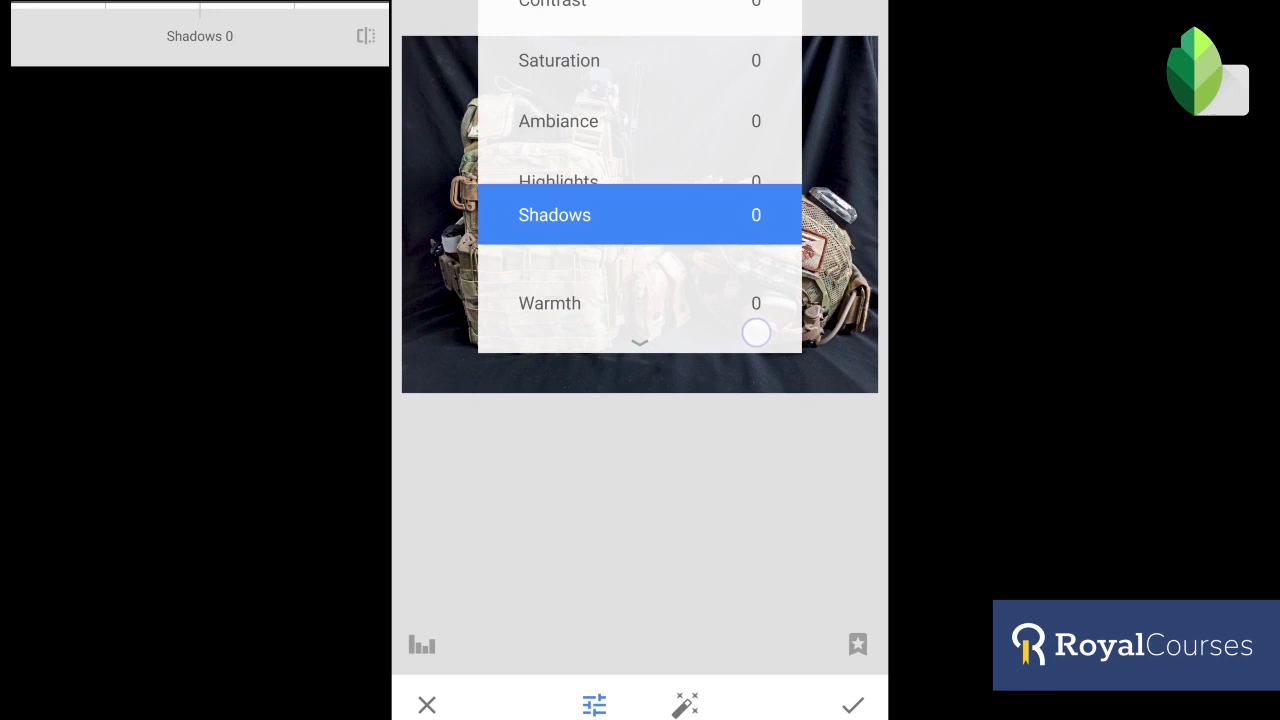 Shadows 0
Contrast 0
Saturation 0
Ambiance 0
Highlights 0
Shadows 0
Warmth 0
RoyalCourses